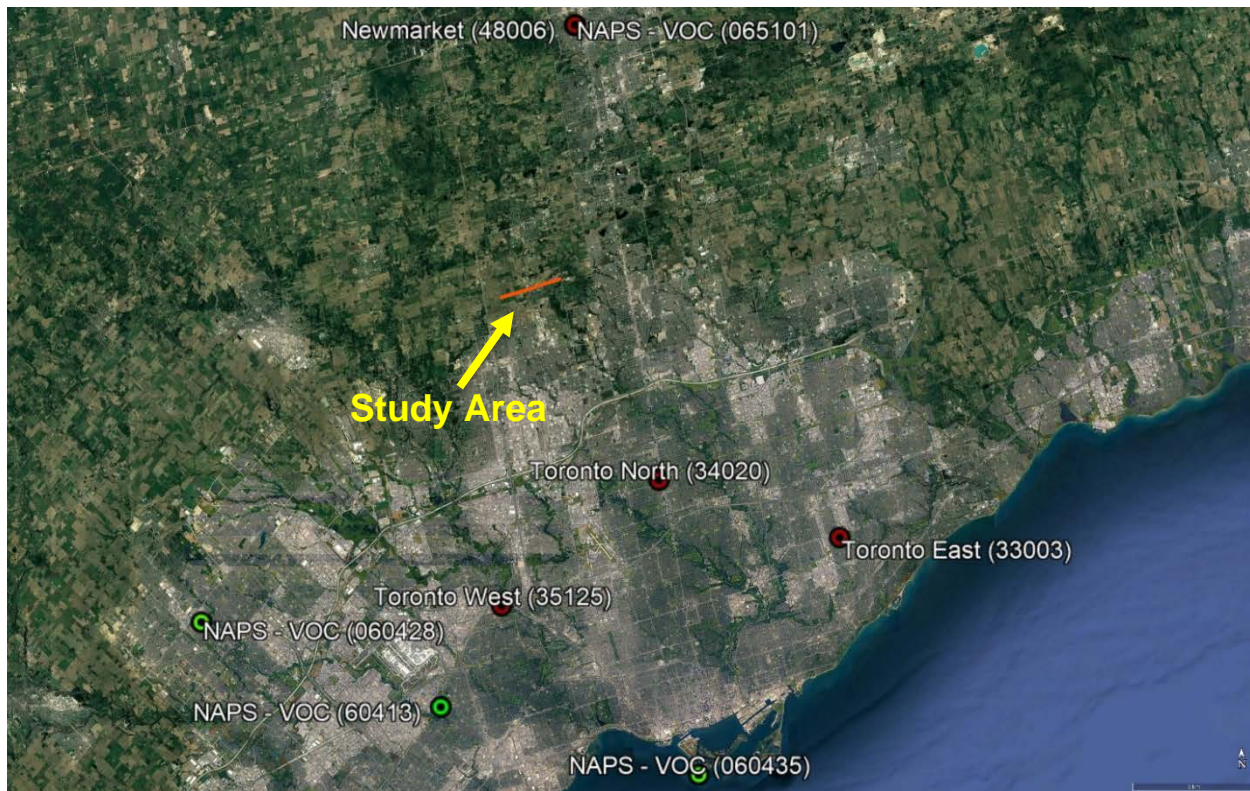 Newmarket (48006) NAPS - VOC (065101)
Study Area
Toronto North (34020)
Toronto East (33003)
Toronto West (35125)
NAPS - VOC (060428)
NAPS - VOC (60413)
NAPS - VOC (060435)
N